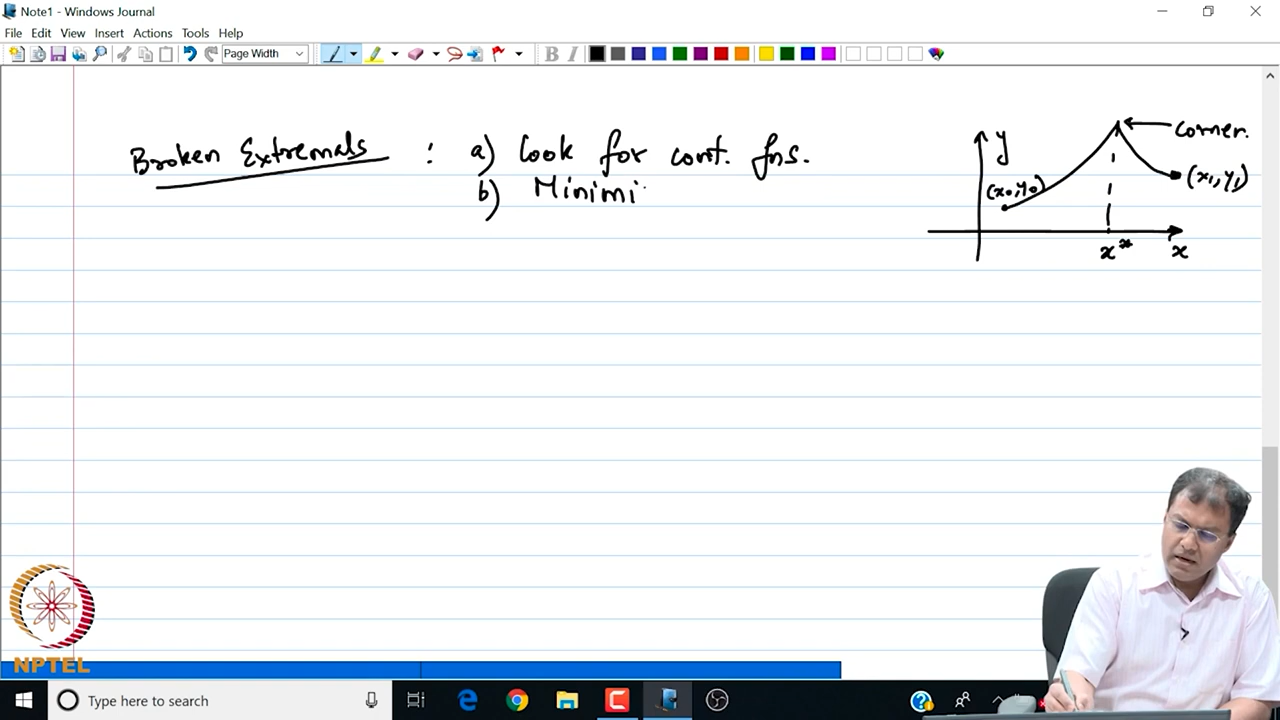 Note1 - Windows Journal
File Edit View Insert Actions Tools Help
Page Width
B I
Broken Extremals : a) Look for cont. fns.
b) Minimi
y
corner.
(x0, y0)
(x1, y1)
x*
x
NPTEL
Type here to search